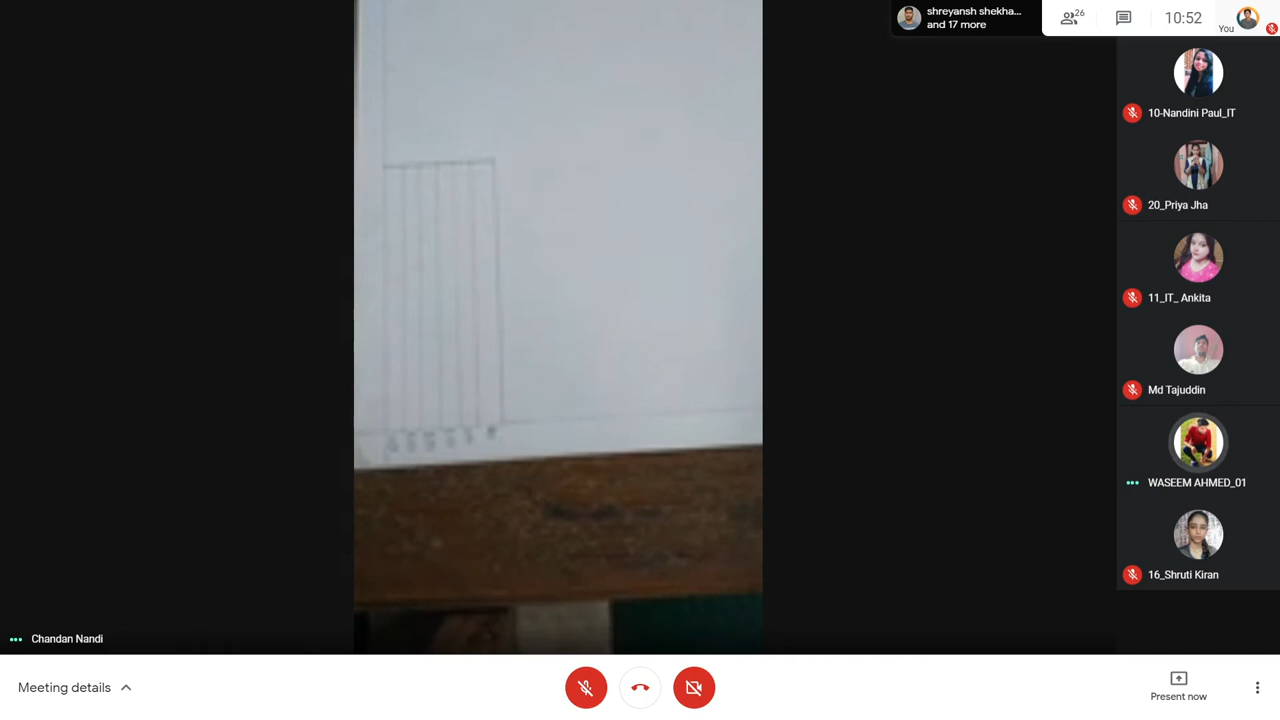 shreyansh shekha...
and 17 more
26
10:52
You
10-Nandini Paul_IT
20_Priya Jha
11_IT_ Ankita
Md Tajuddin
WASEEM AHMED_01
16_Shruti Kiran
Chandan Nandi
Meeting details
Present now